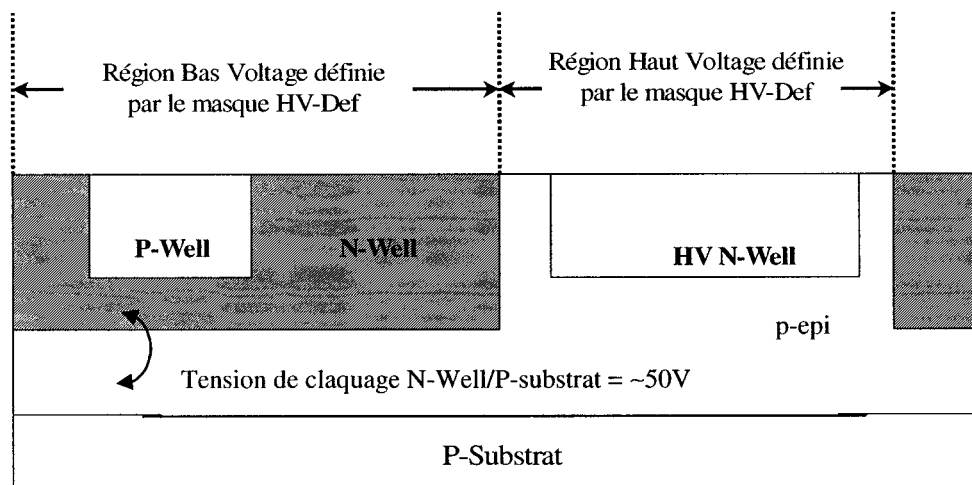 Région Bas Voltage définie
par le masque HV-Def
Région Haut Voltage définie
par le masque HV-Def
P-Well
N-Well
HV N-Well
p-epi
Tension de claquage N-Well/P-substrat = ~50V
P-Substrat